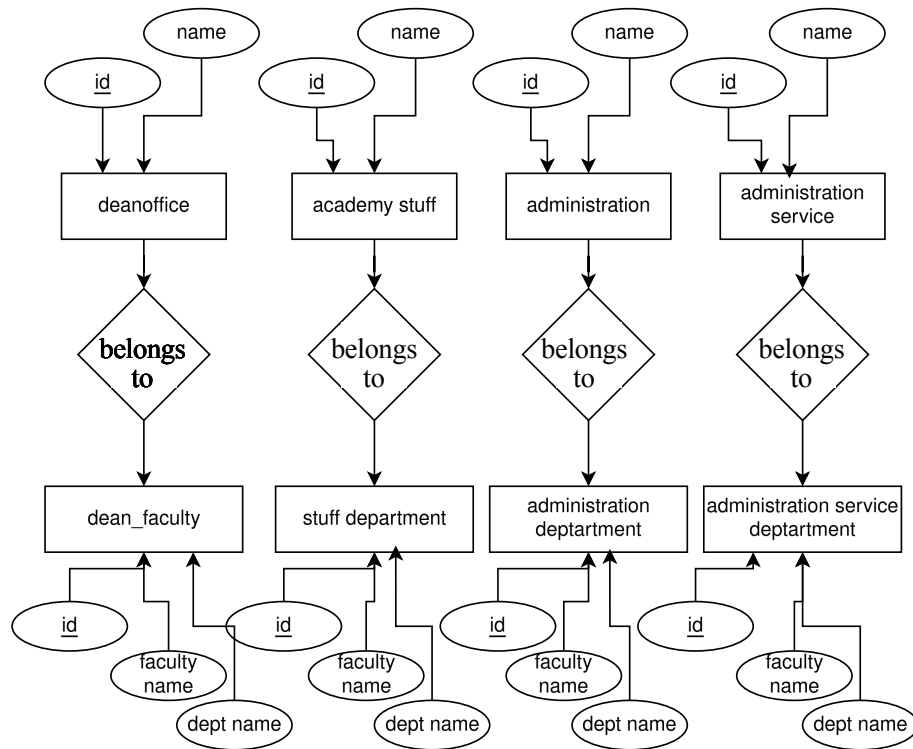 name
name
name
name
id
id
id
id
deanoffice
academy stuff
administration
administration
service
belongs
to
belongs
to
belongs
to
belongs
to
dean_faculty
stuff department
administration
deptartment
administration service
deptartment
id
id
id
id
faculty
name
faculty
name
faculty
name
faculty
name
dept name
dept name
dept name
dept name